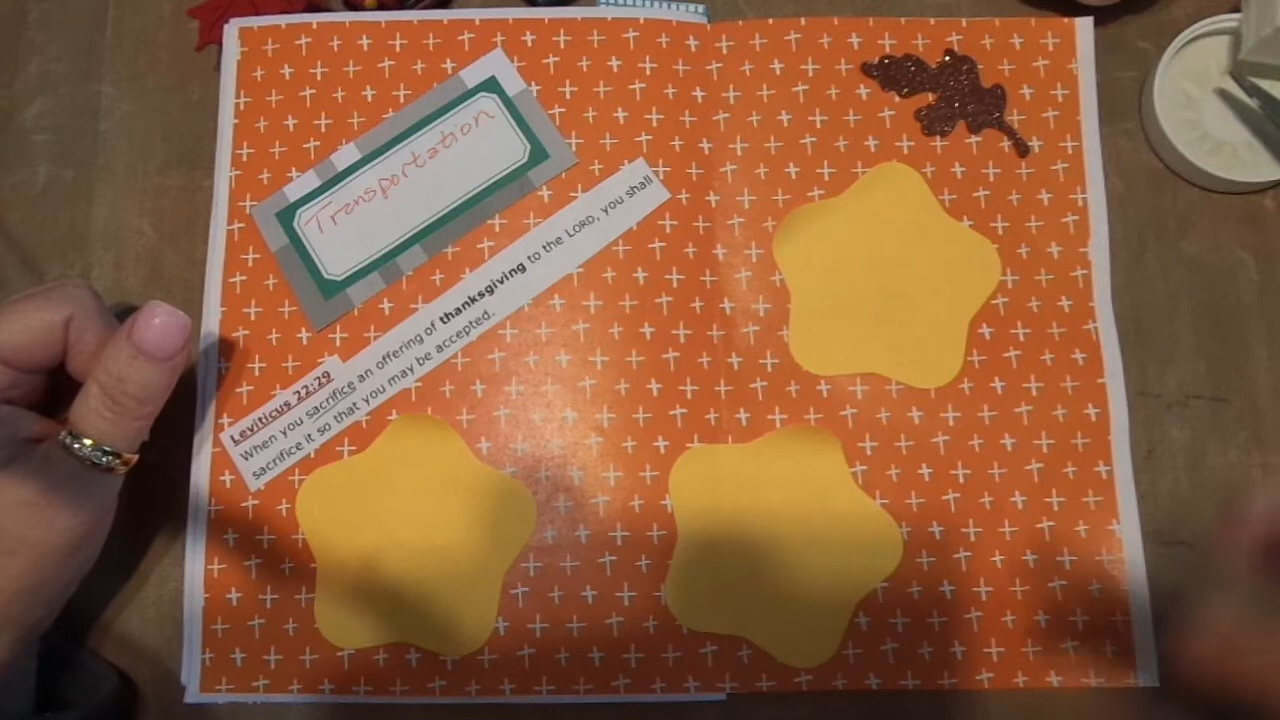 Transportation
Leviticus 22:29
When you sacrifice an offering of thanksgiving to the LORD, you shall
sacrifice it so that you may be accepted.